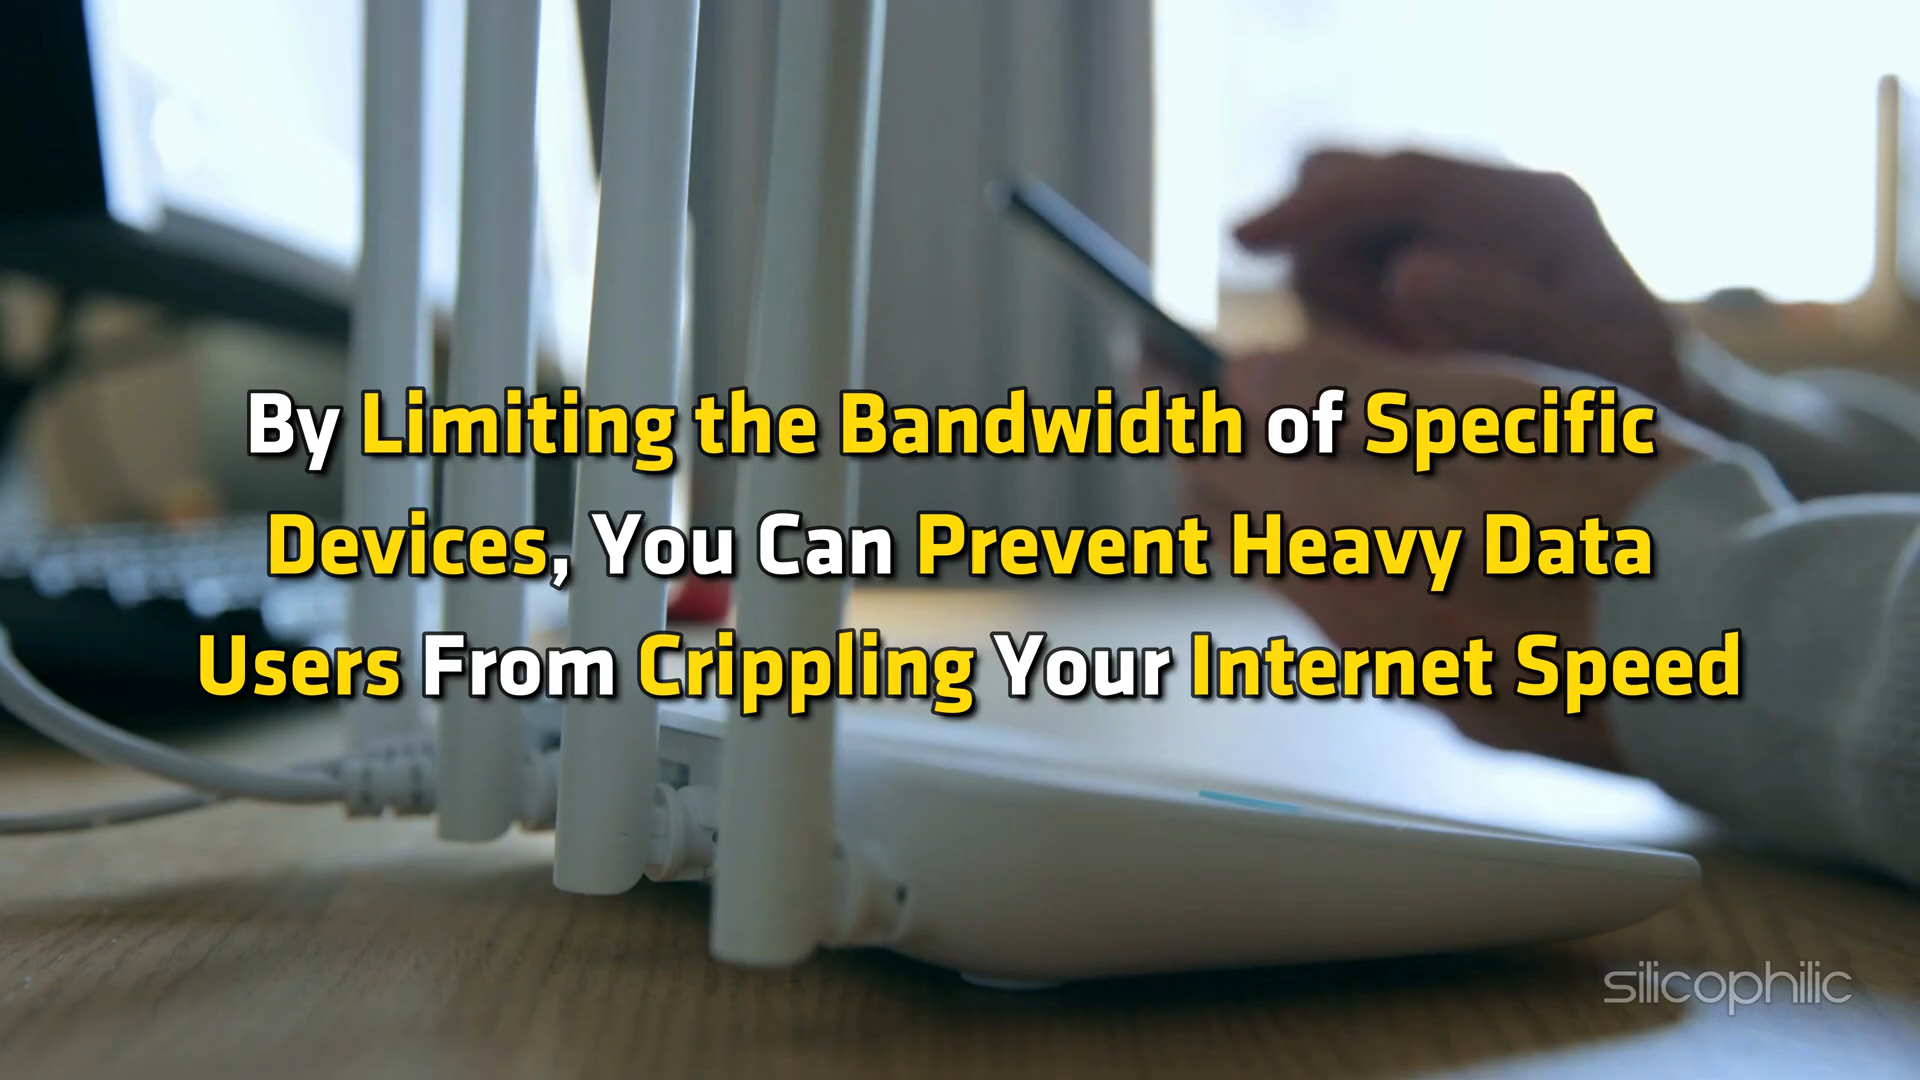 By Limiting the Bandwidth of Specific
Devices, You Can Prevent Heavy Data
Users From Crippling Your Internet Speed
silicophilic